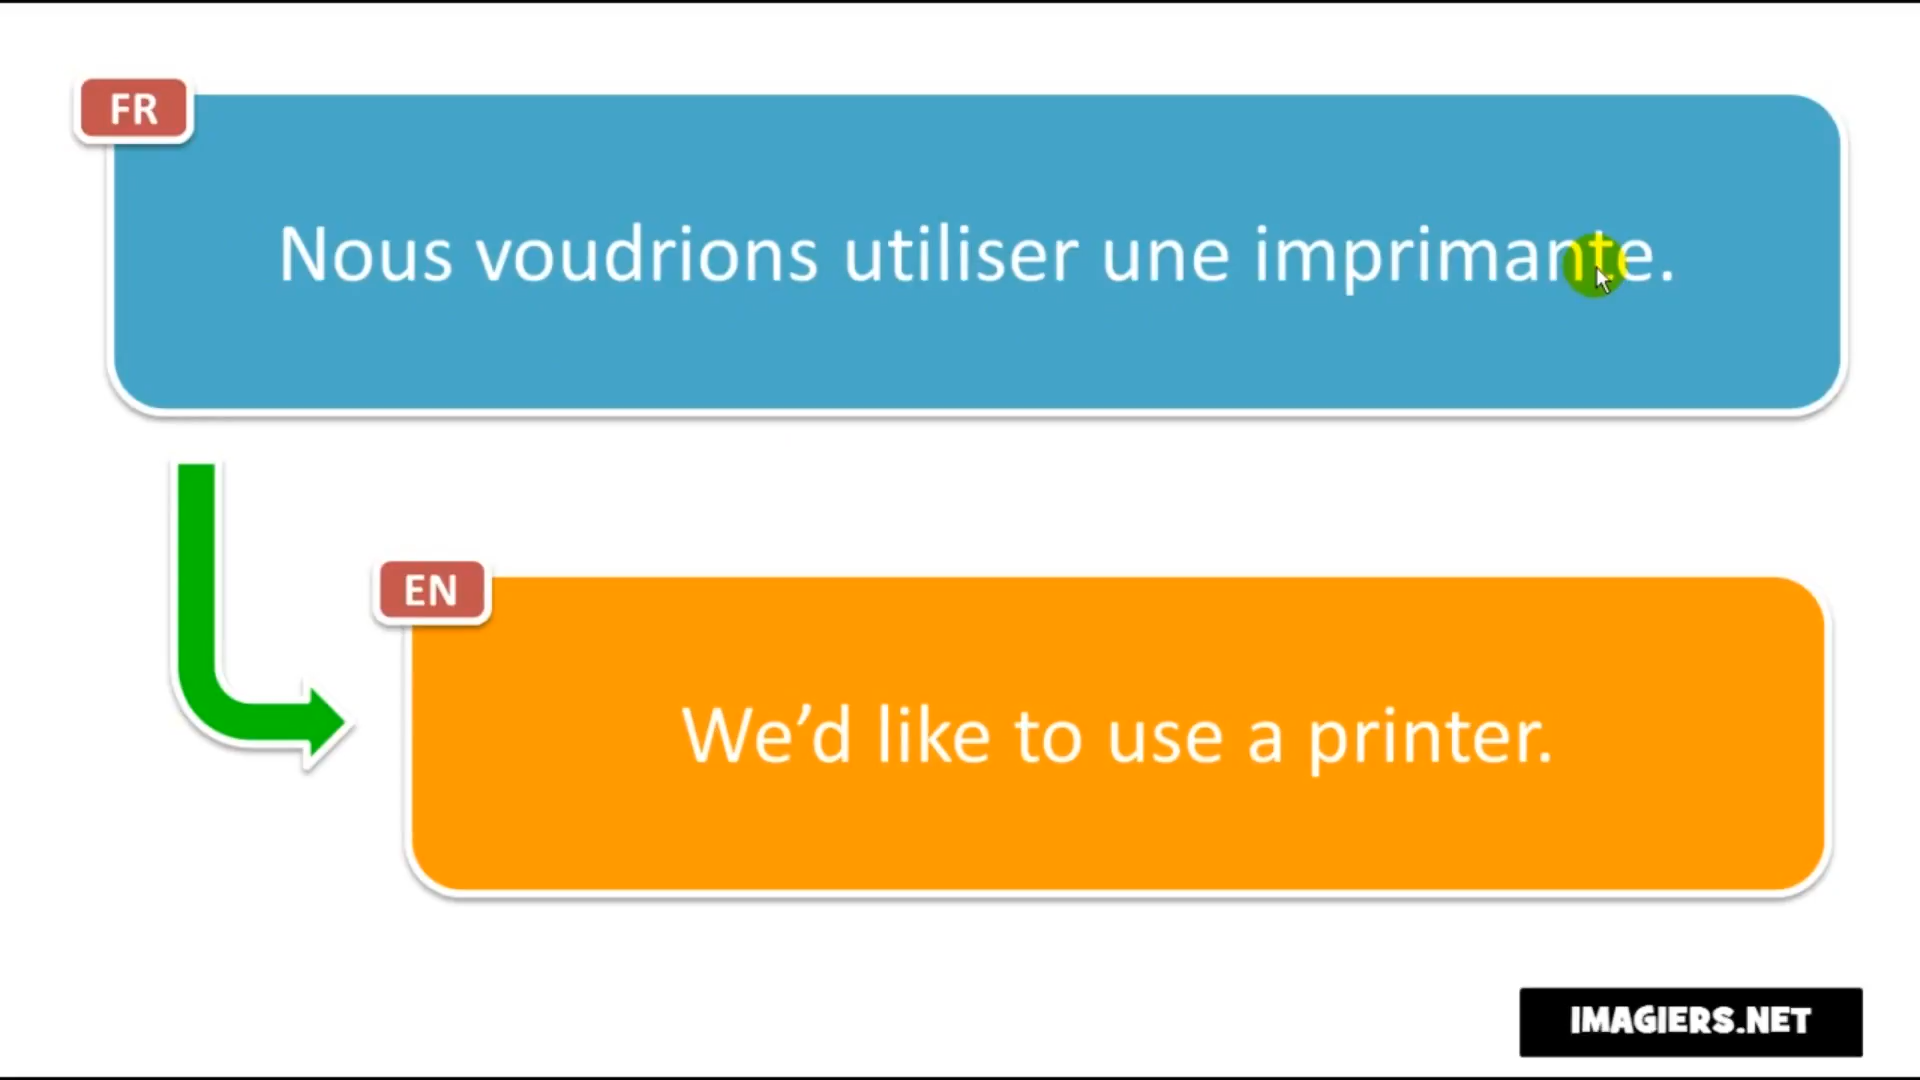 FR
Nous voudrions utiliser une imprimante.
EN
We’d like to use a printer.
IMAGIERS.NET